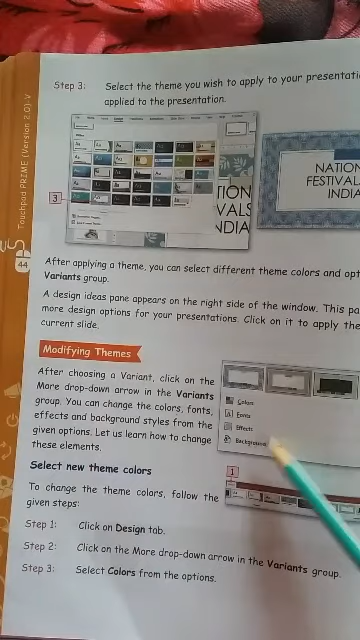 Step 3: Select the theme you wish to apply to your presentati
applied to the presentation.
3
TION
VALS
NDIA
NATION
FESTIVAL
INDIA
Touchpad PRIME (Version 2.0)-V
44
After applying a theme, you can select different theme colors and opt
Variants group.
A design ideas pane appears on the right side of the window. This pa
more design options for your presentations. Click on it to apply the
current slide.
Modifying Themes
After choosing a Variant, click on the
More drop-down arrow in the Variants
group. You can change the colors, fonts,
effects and background styles from the
given options. Let us learn how to change
these elements.
Colors
Fonts
Effects
Background
Select new theme colors
1
To change the theme colors, follow the
given steps:
Step 1: Click on Design tab.
Step 2: Click on the More drop-down arrow in the Variants group.
Step 3: Select Colors from the options.